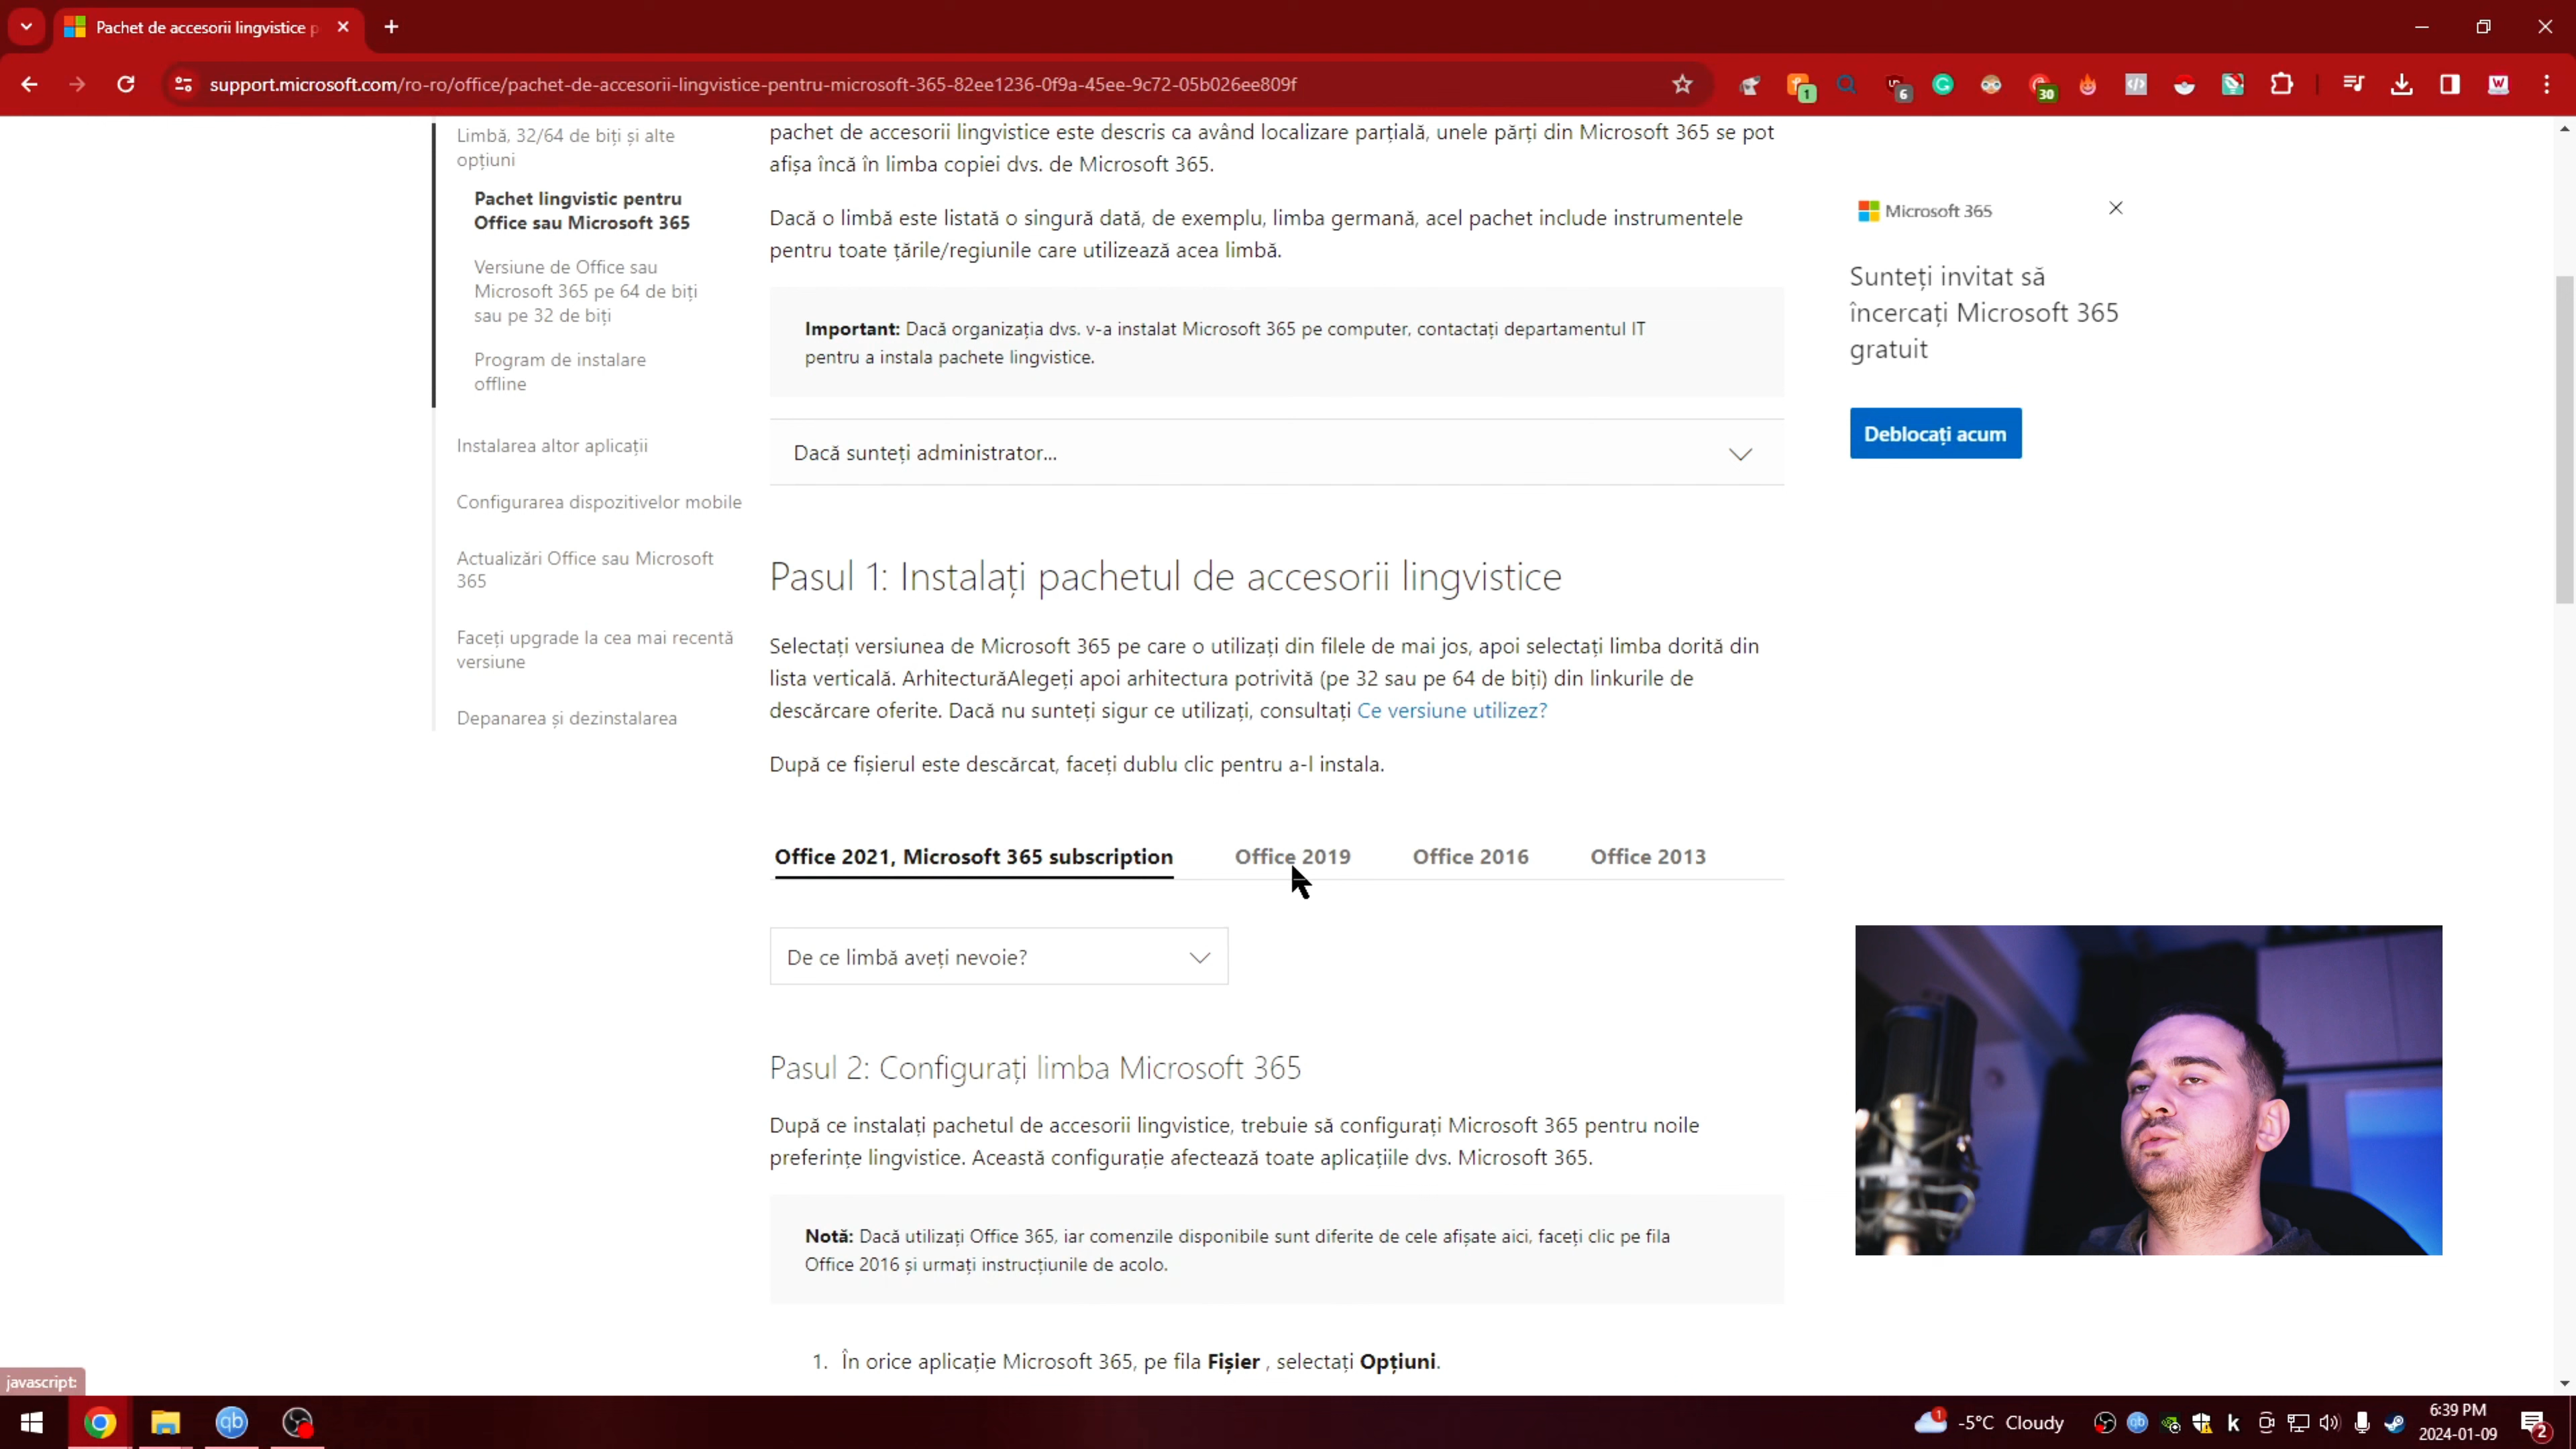 Pachet de accesorii lingvistice p
support.microsoft.com/ro-ro/office/pachet-de-accesorii-lingvistice-pentru-microsoft-365-82ee1236-0f9a-45ee-9c72-05b026ee809f
1
6
30
Limbă, 32/64 de biți și alte
opțiuni
Pachet lingvistic pentru
Office sau Microsoft 365
Versiune de Office sau
Microsoft 365 pe 64 de biți
sau pe 32 de biți
Program de instalare
offline
Instalarea altor aplicații
Configurarea dispozitivelor mobile
Actualizări Office sau Microsoft
365
Faceți upgrade la cea mai recentă
versiune
Depanarea și dezinstalarea
pachet de accesorii lingvistice este descris ca având localizare parțială, unele părți din Microsoft 365 se pot
afișa încă în limba copiei dvs. de Microsoft 365.
Dacă o limbă este listată o singură dată, de exemplu, limba germană, acel pachet include instrumentele
pentru toate țările/regiunile care utilizează acea limbă.
Important: Dacă organizația dvs. v-a instalat Microsoft 365 pe computer, contactați departamentul IT
pentru a instala pachete lingvistice.
Dacă sunteți administrator...
Pasul 1: Instalați pachetul de accesorii lingvistice
Selectați versiunea de Microsoft 365 pe care o utilizați din filele de mai jos, apoi selectați limba dorită din
lista verticală. ArhitecturăAlegeți apoi arhitectura potrivită (pe 32 sau pe 64 de biți) din linkurile de
descărcare oferite. Dacă nu sunteți sigur ce utilizați, consultați Ce versiune utilizez?
După ce fișierul este descărcat, faceți dublu clic pentru a-l instala.
Office 2021, Microsoft 365 subscription Office 2019 Office 2016 Office 2013
De ce limbă aveți nevoie?
Pasul 2: Configurați limba Microsoft 365
După ce instalați pachetul de accesorii lingvistice, trebuie să configurați Microsoft 365 pentru noile
preferințe lingvistice. Această configurație afectează toate aplicațiile dvs. Microsoft 365.
Notă: Dacă utilizați Office 365, iar comenzile disponibile sunt diferite de cele afișate aici, faceți clic pe fila
Office 2016 și urmați instrucțiunile de acolo.
1. În orice aplicație Microsoft 365, pe fila Fișier , selectați Opțiuni.
Microsoft 365
Sunteți invitat să
încercați Microsoft 365
gratuit
Deblocați acum
javascript:
qb
1
-5°C Cloudy
qb
k
6:39 PM
2024-01-09
2